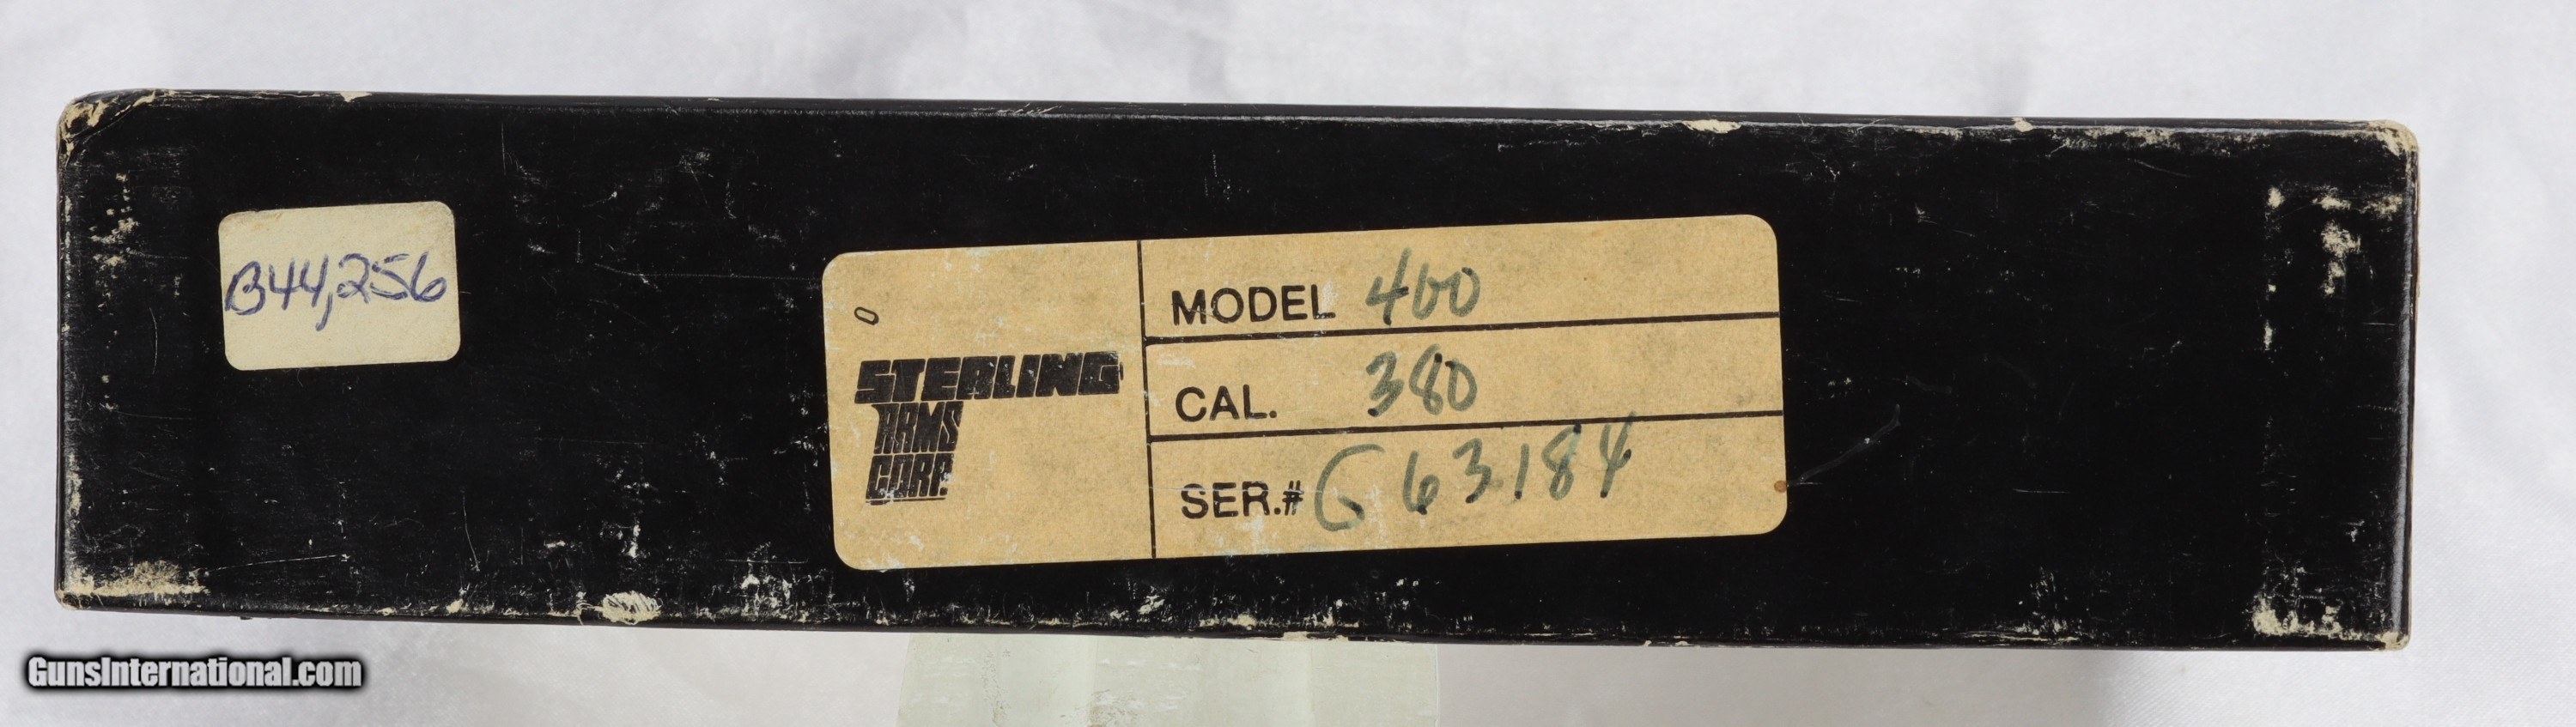 B44,256
0
STERLING
ARMS
CORP.
MODEL 400
CAL. 380
SER.# G63184
GunsInternational.com